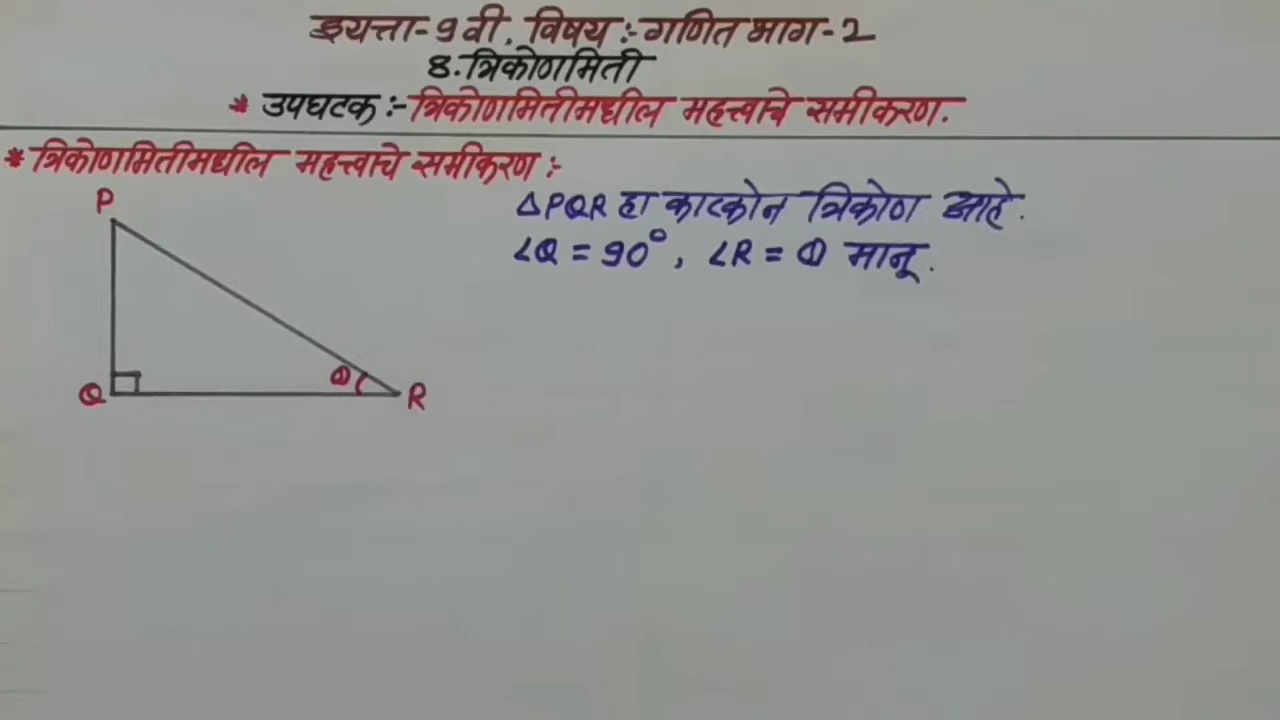 इयत्ता-9वी. विषय :- गणित भाग-2
8. त्रिकोणमिती
* उपघटक :- त्रिकोणमितीमधील महत्त्वाचे समीकरण.
* त्रिकोणमितीमधील महत्त्वाचे समीकरण :-
P
△PQR हा काटकोन त्रिकोण आहे.
∠Q = 90°, ∠R = θ मानू.
θ
Q
R